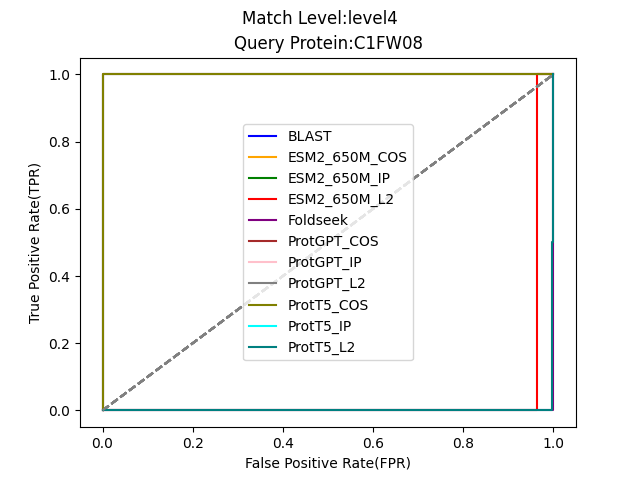 Match Level:level4
Query Protein:C1FW08
True Positive Rate(TPR)
1.0
0.8
0.6
0.4
0.2
0.0
BLAST
ESM2_650M_COS
ESM2_650M_IP
ESM2_650M_L2
Foldseek
ProtGPT_COS
ProtGPT_IP
ProtGPT_L2
ProtT5_COS
ProtT5_IP
ProtT5_L2
0.0 0.2 0.4 0.6 0.8 1.0
False Positive Rate(FPR)